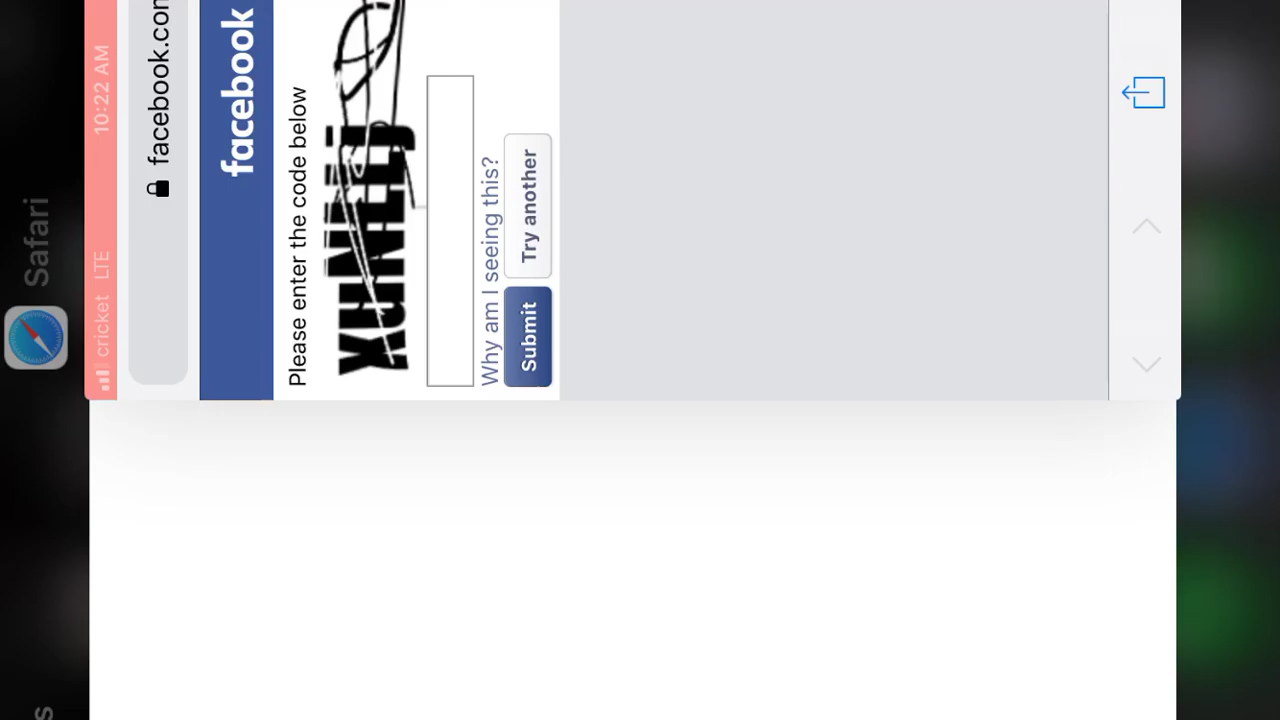 Safari
cricket LTE 10:22 AM
facebook.com
facebook
Please enter the code below
Why am I seeing this?
Submit
Try another